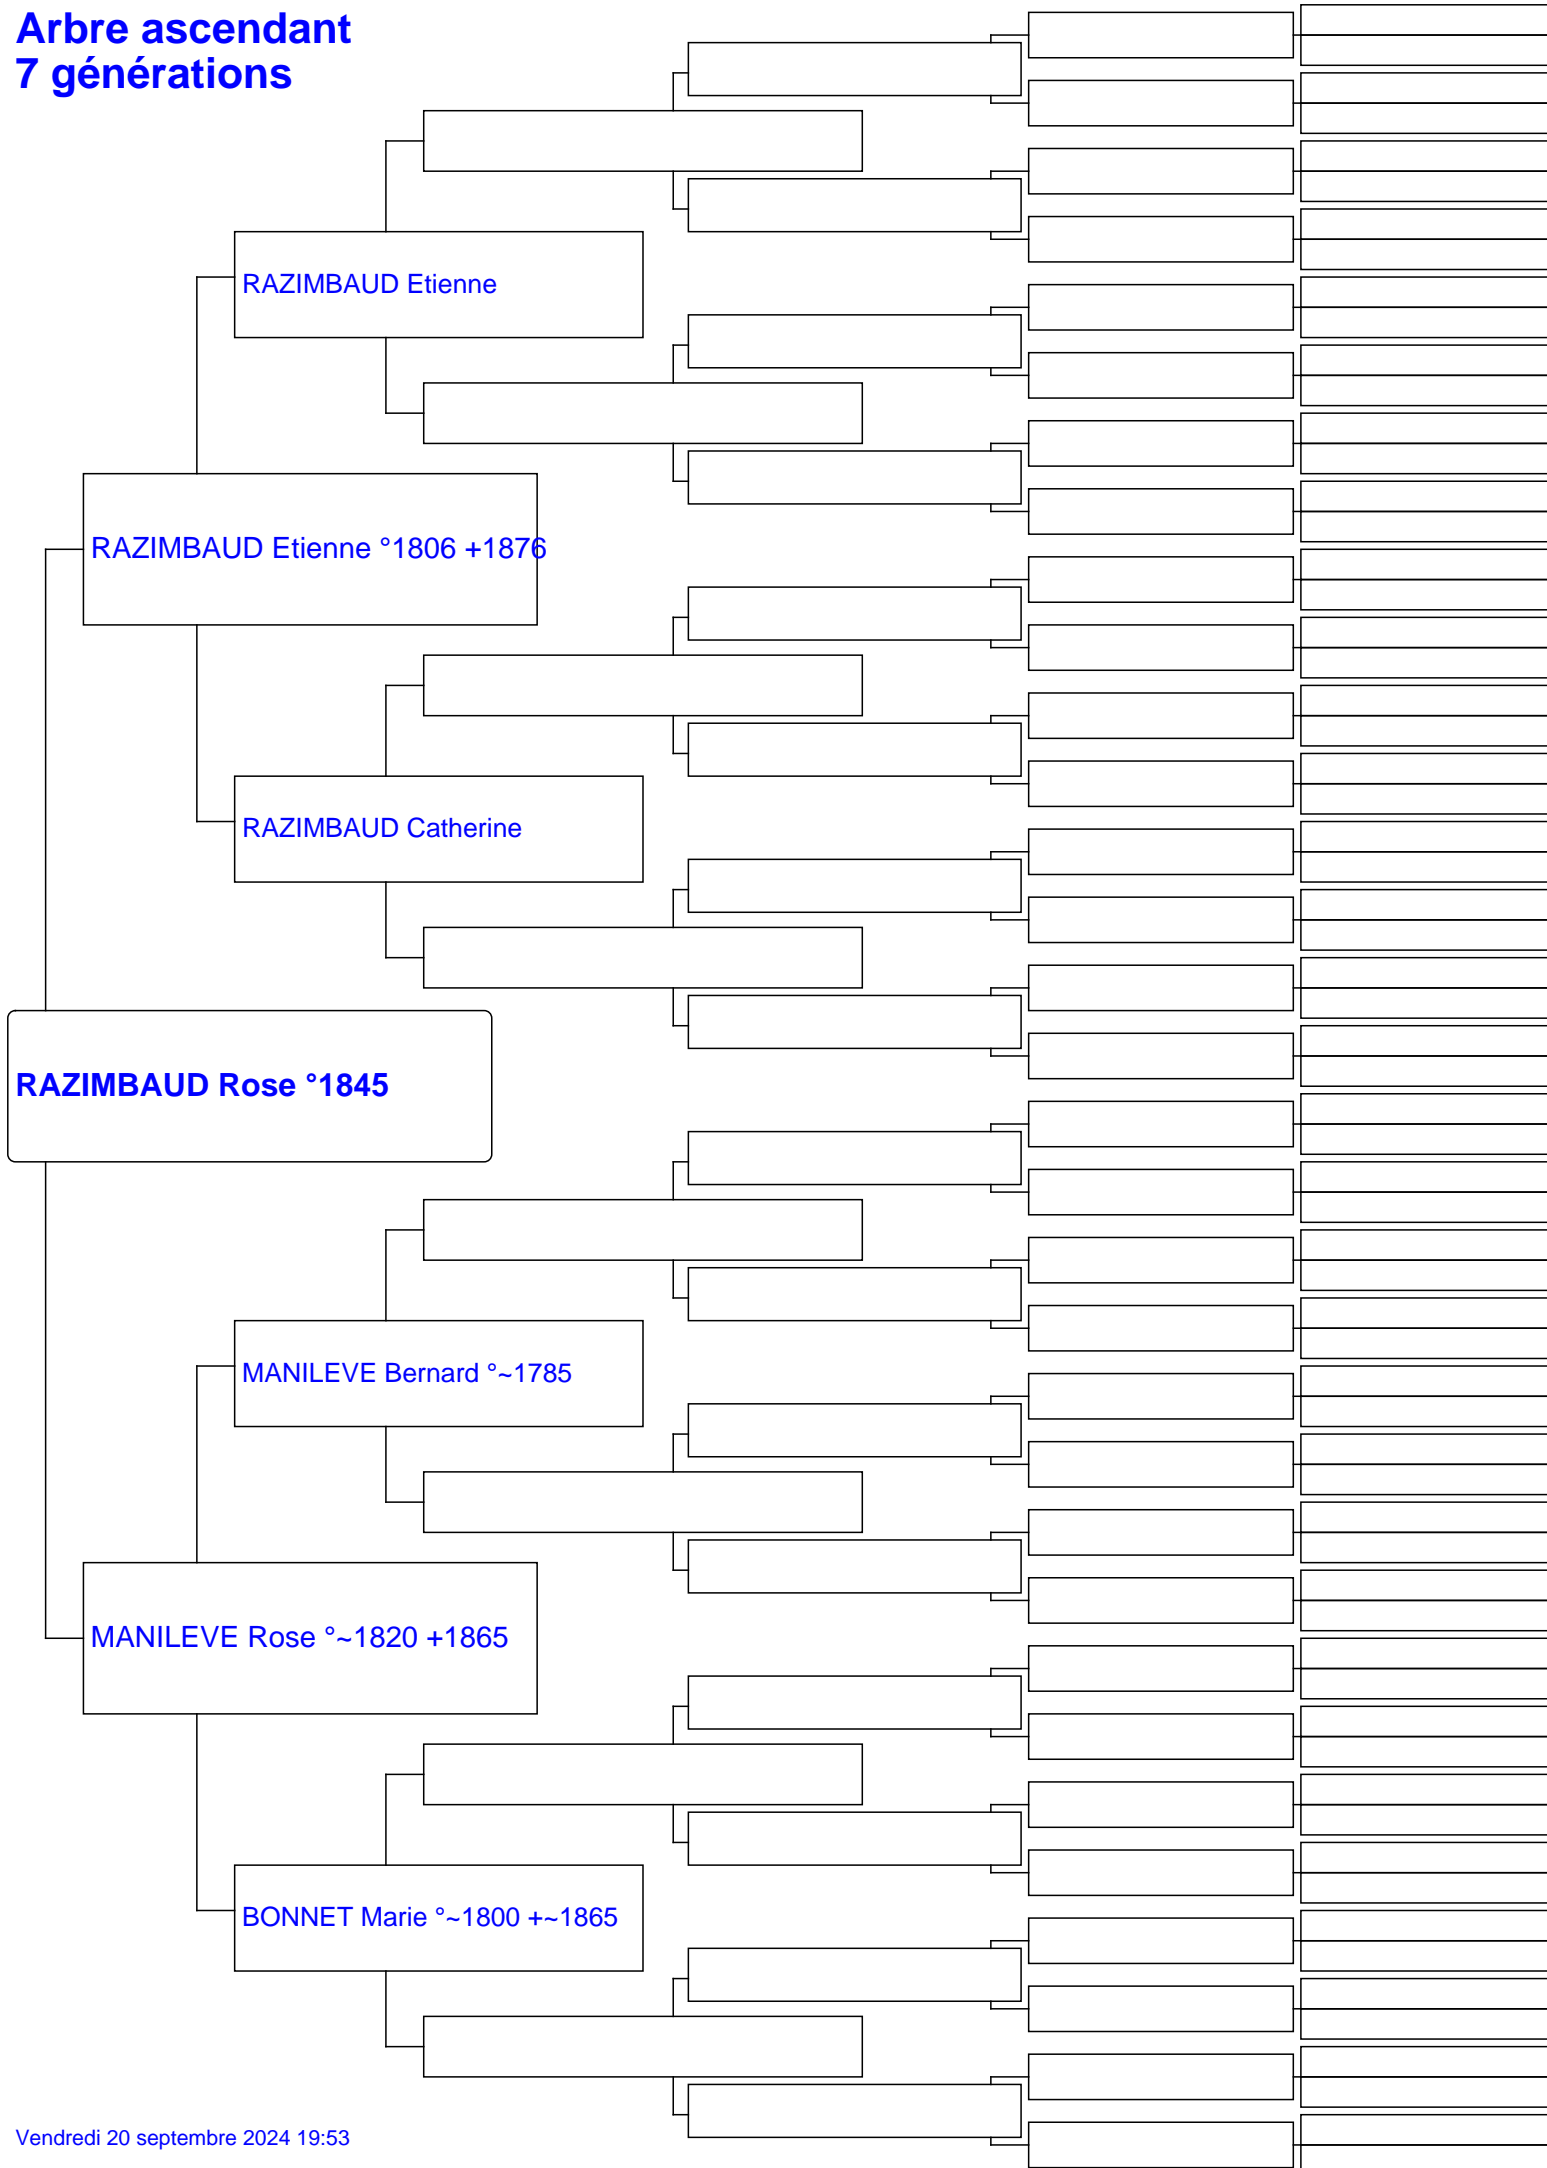 Arbre ascendant
7 générations
RAZIMBAUD Etienne
RAZIMBAUD Etienne °1806 +1876
RAZIMBAUD Catherine
RAZIMBAUD Rose °1845
MANILEVE Bernard °~1785
MANILEVE Rose °~1820 +1865
BONNET Marie °~1800 +~1865
Vendredi 20 septembre 2024 19:53